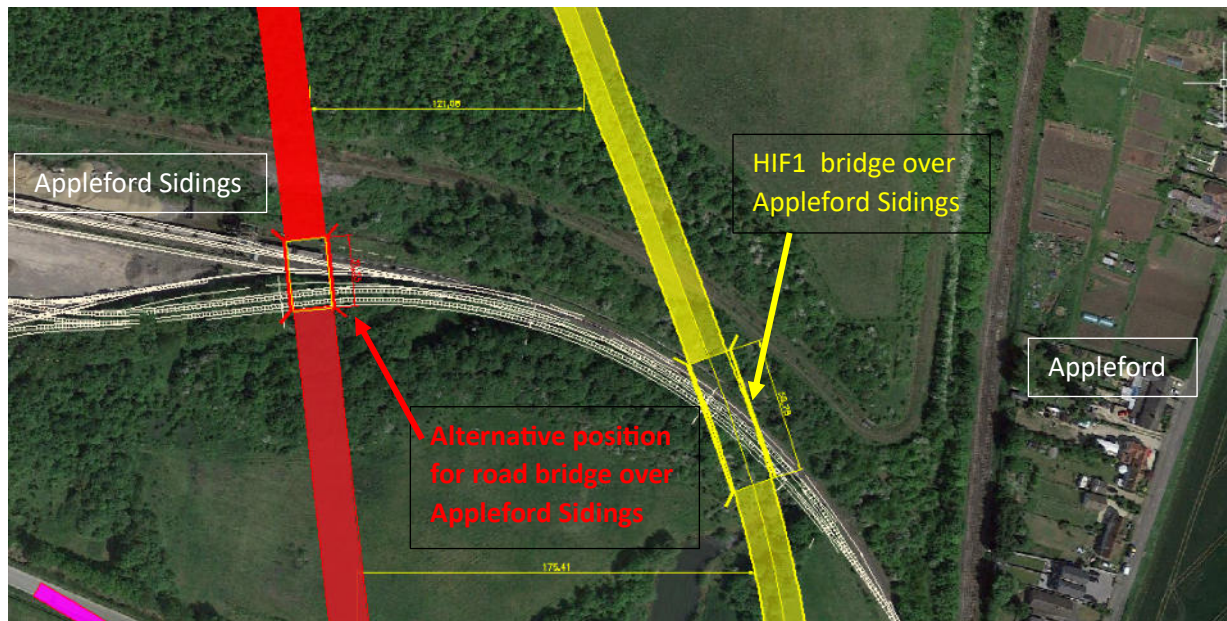 121,68
HIF1 bridge over
Appleford Sidings
Appleford Sidings
Appleford
Alternative position
for road bridge over
Appleford Sidings
175.41